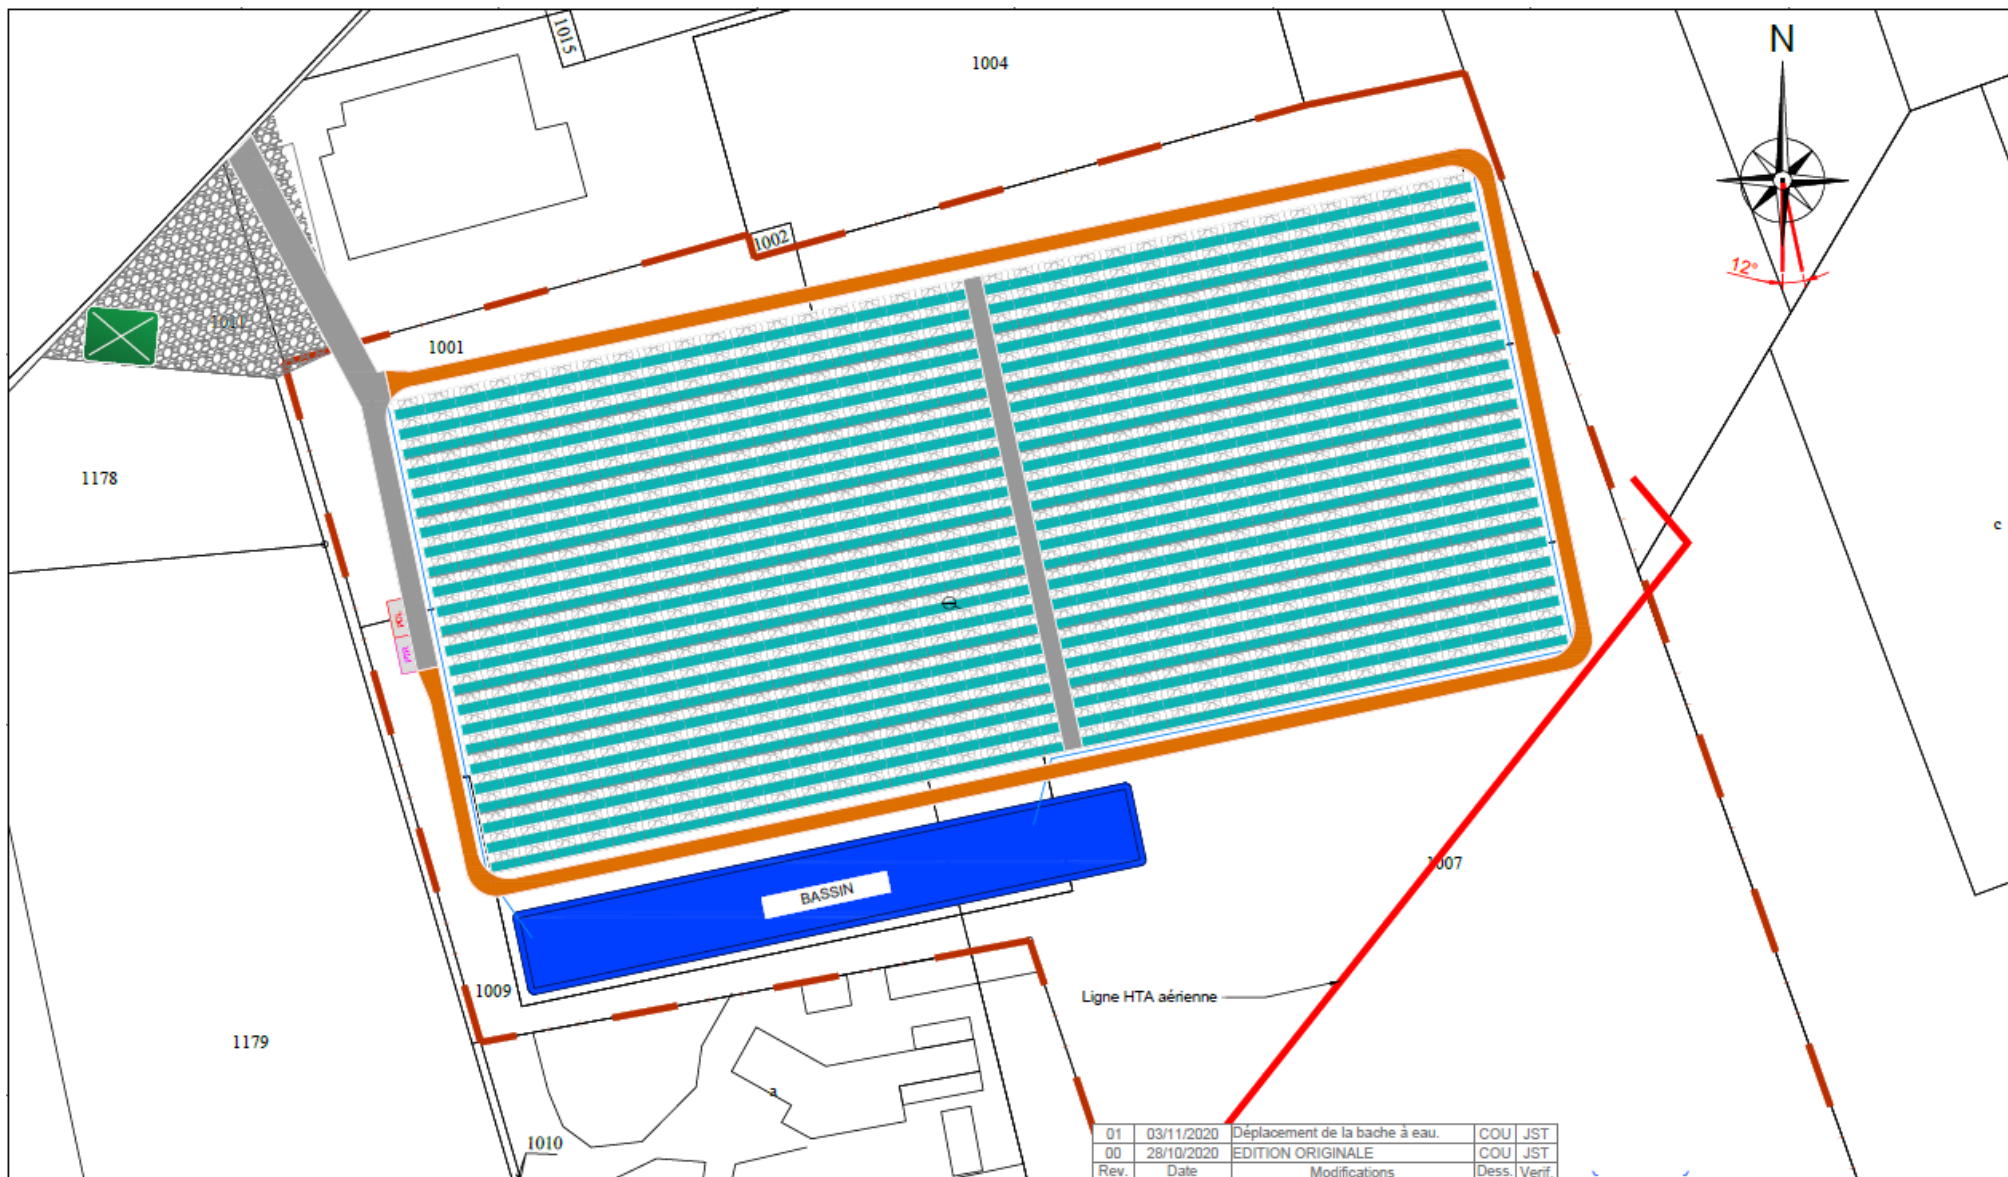 1015
1004
N
1002
12°
1011
1001
1178
c
PDL
PTR
BASSIN
1007
1009
Ligne HTA aérienne
1179
a
1010
01 03/11/2020 Déplacement de la bache à eau. COU JST
00 28/10/2020 EDITION ORIGINALE COU JST
Rev. Date Modifications Dess. Verif.